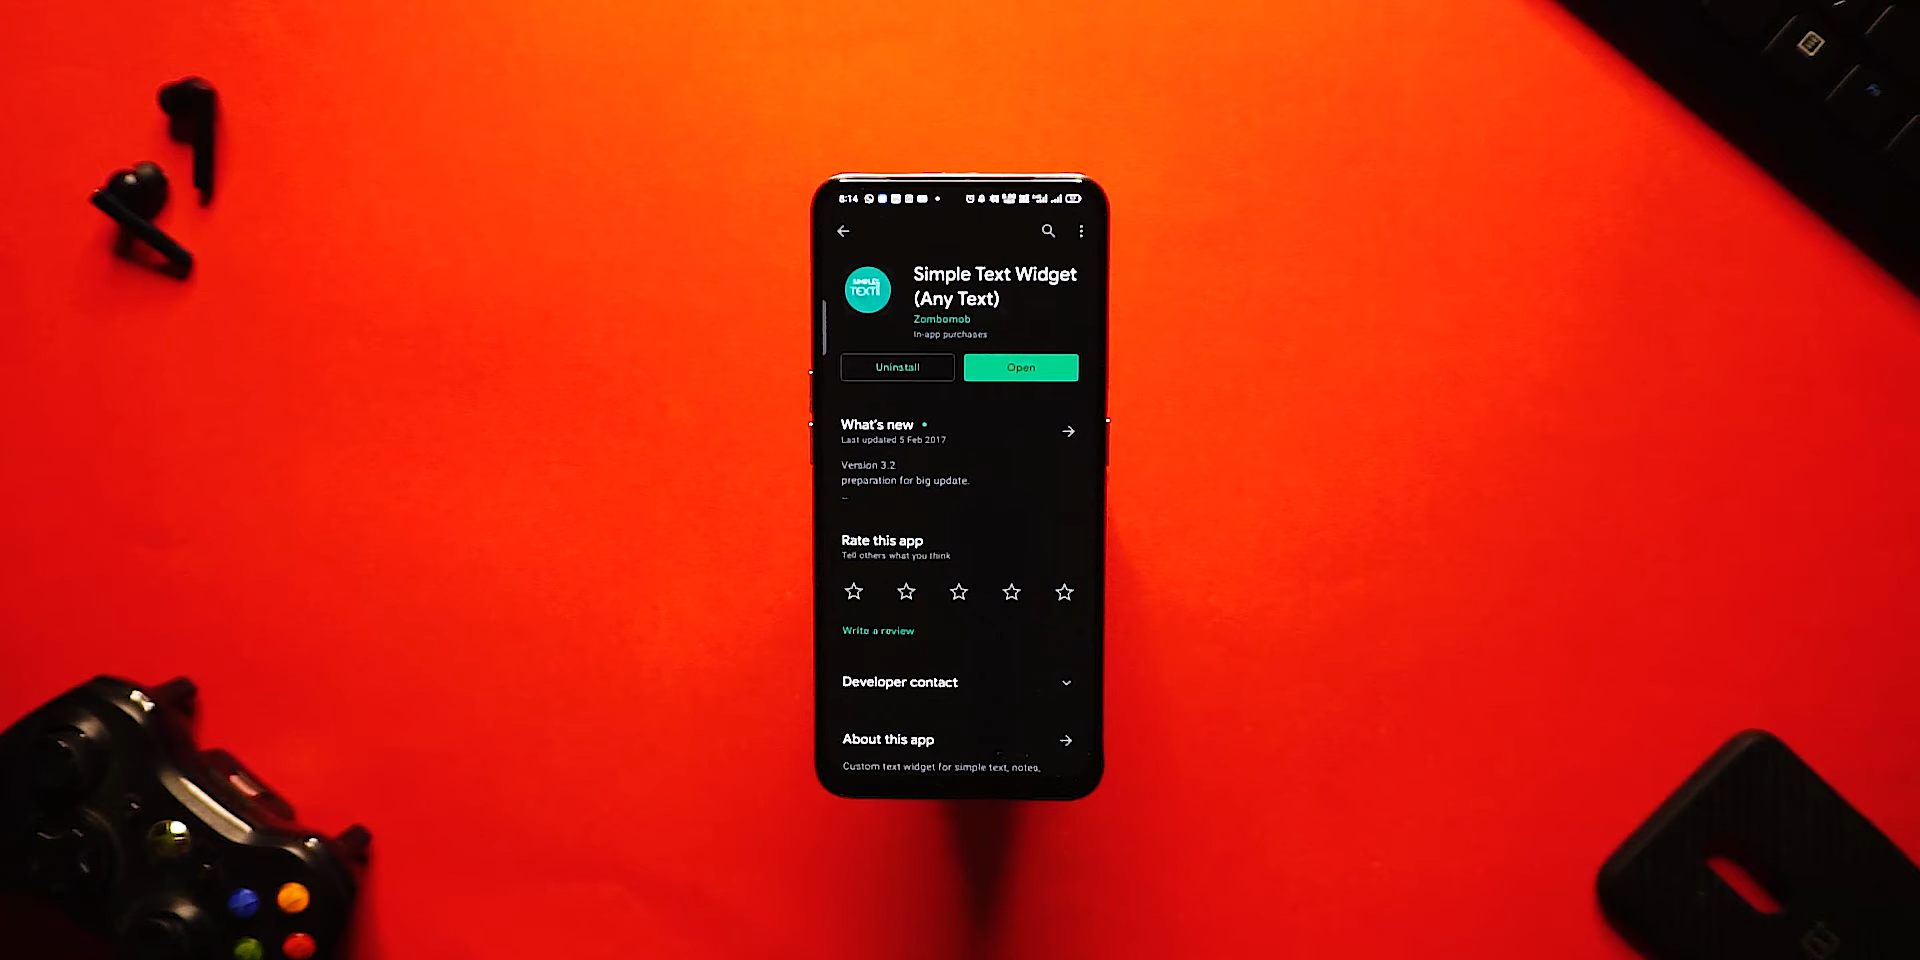 8:14
SIMPLE
TEXT
Simple Text Widget
(Any Text)
Zombomob
In-app purchases
Uninstall
Open
What's new
Last updated 5 Feb 2017
Version 3.2
preparation for big update.
Rate this app
Tell others what you think
Write a review
Developer contact
About this app
Custom text widget for simple text, notes,